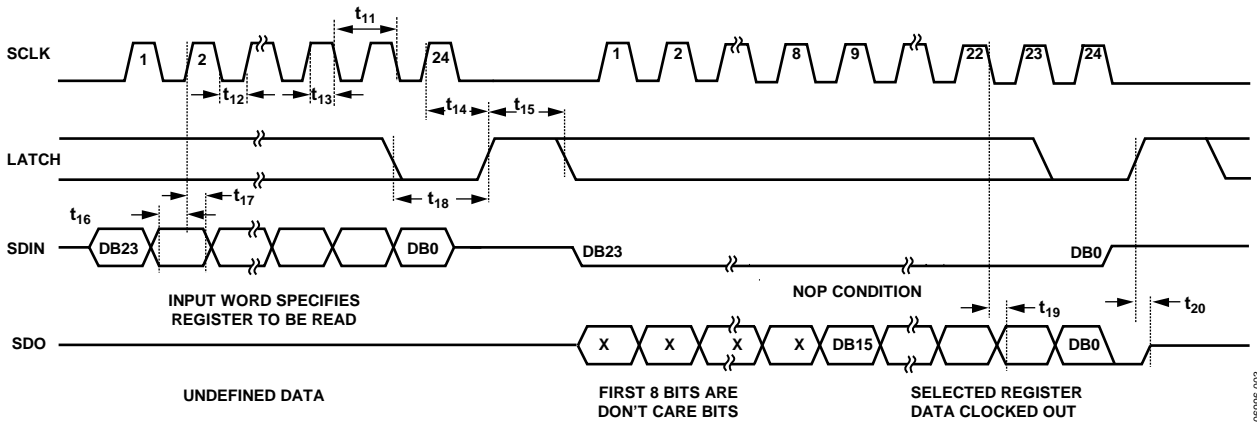 t11
SCLK 1 2 24 1 2 8 9 22 23 24
t12 t13
t14 t15
LATCH
t17 t18
t16
SDIN DB23 DB0 DB23 DB0
NOP CONDITION
INPUT WORD SPECIFIES
REGISTER TO BE READ
t19 t20
SDO X X X X DB15 DB0
UNDEFINED DATA
FIRST 8 BITS ARE
DON'T CARE BITS
SELECTED REGISTER
DATA CLOCKED OUT